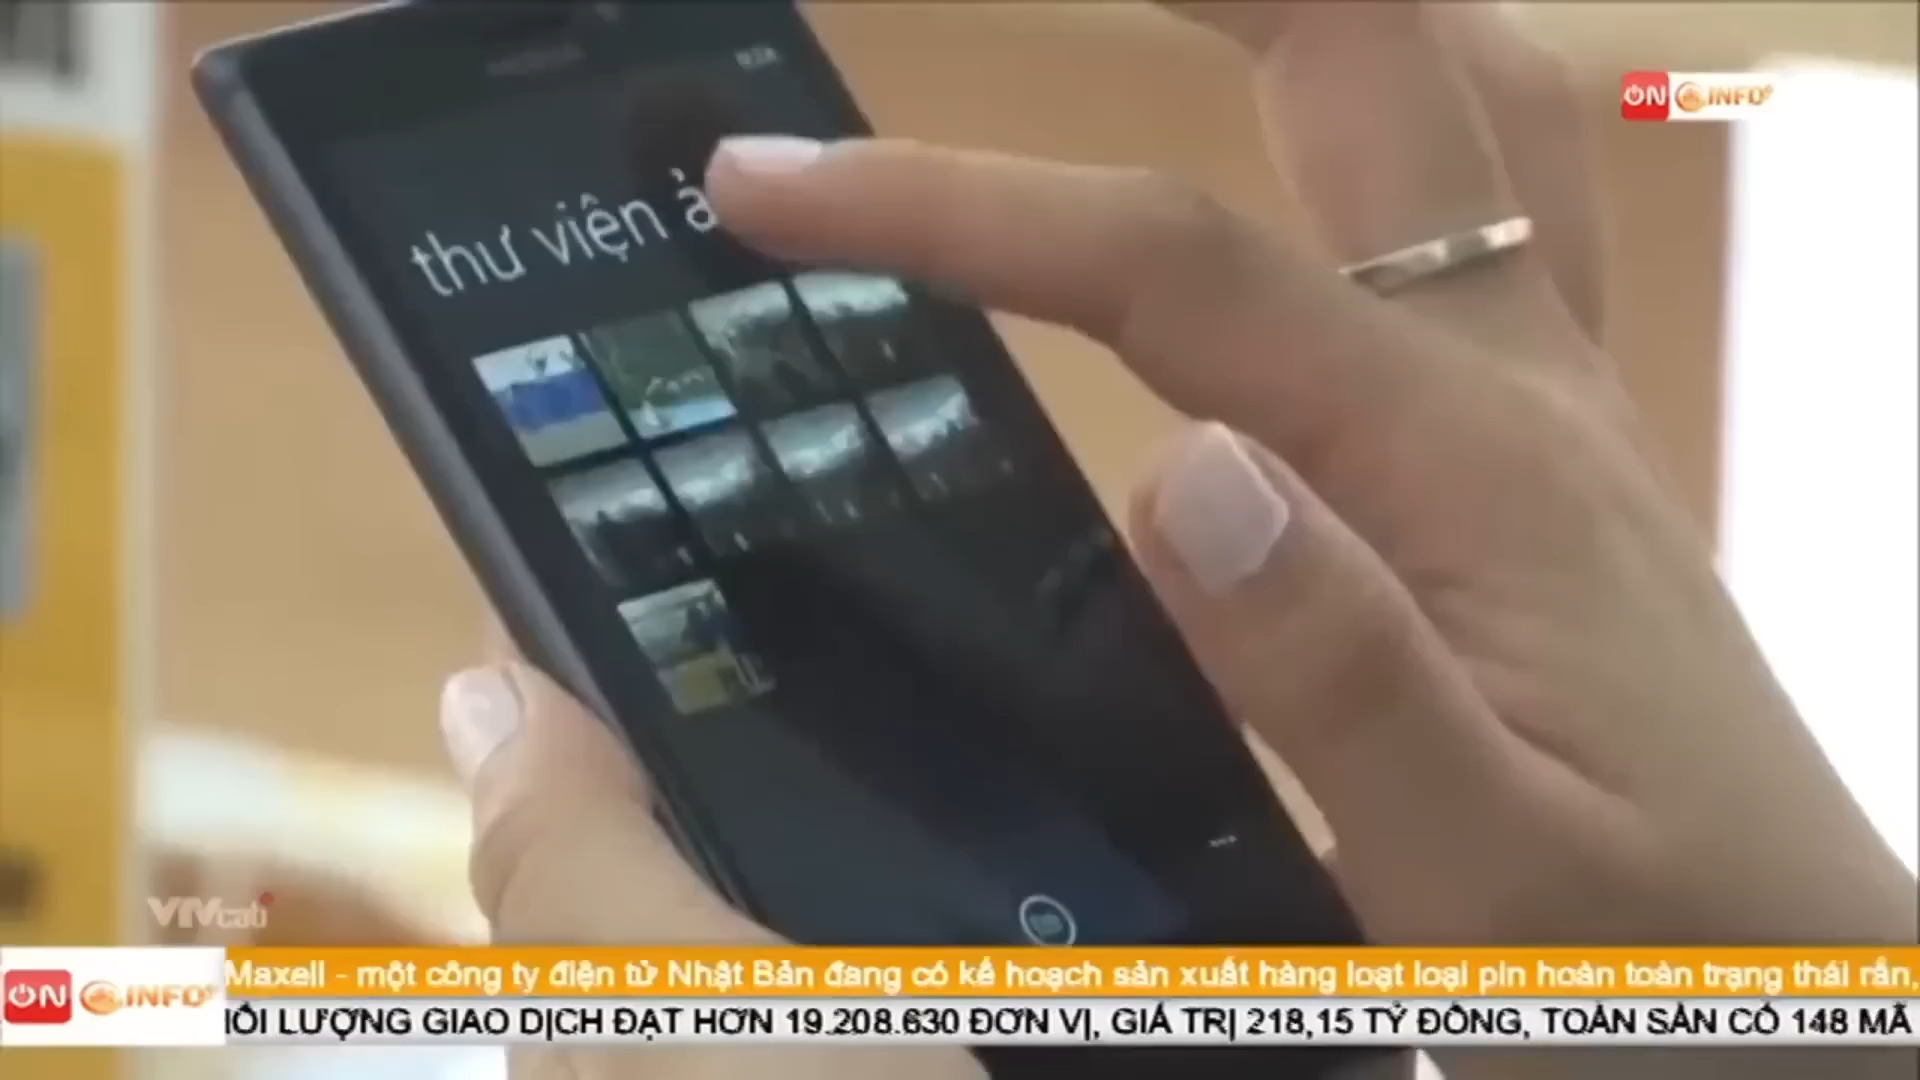 ON INFO
thư viện ả
VTVcab
ON INFO
Maxell - một công ty điện tử Nhật Bản đang có kế hoạch sản xuất hàng loạt loại pin hoàn toàn trạng thái rắn,
LƯỢNG GIAO DỊCH ĐẠT HƠN 19.208.630 ĐƠN VỊ, GIÁ TRỊ 218,15 TỶ ĐỒNG, TOÀN SÀN CÓ 148 MÃ